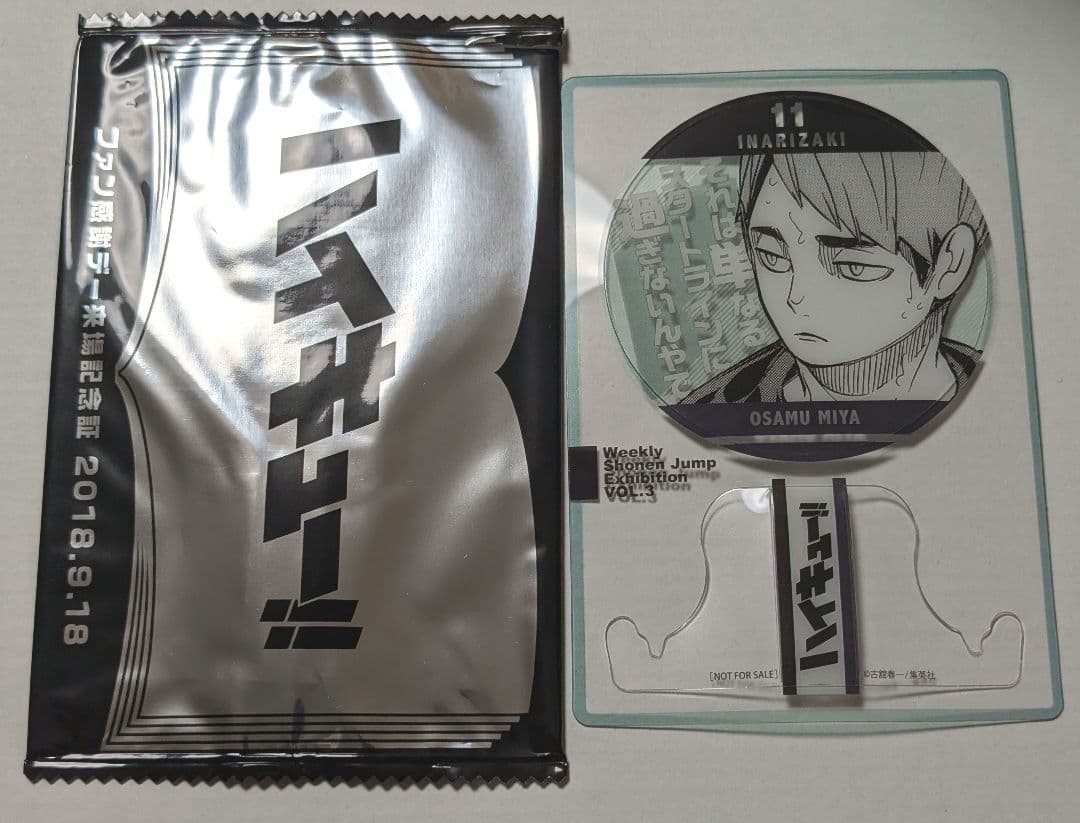 ハイキュー!!
ファン感謝デー来場記念証 2018.9.18
11
INARIZAKI
それは単なる
スタートラインに
過ぎないんやで
OSAMU MIYA
Weekly
Shonen Jump
Exhibition
VOL.3
ハイキュー!!
[NOT FOR SALE]
©古舘春一/集英社